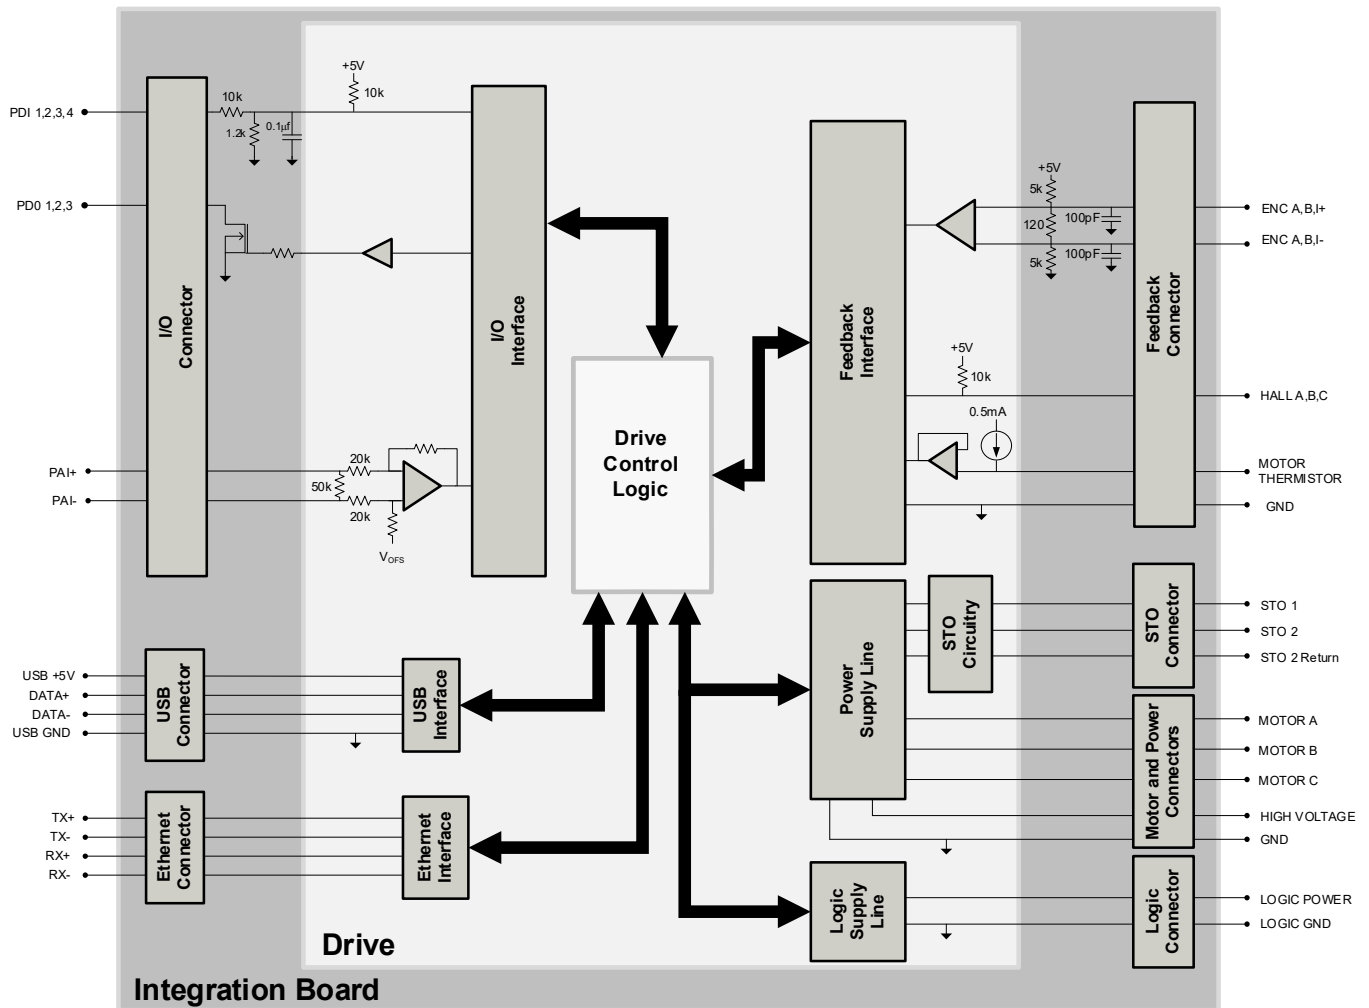 +5V
10k
10k
PDI 1,2,3,4
1.2k
0.1µf
PD0 1,2,3
I/O
Connector
I/O
Interface
PAI+
20k
50k
PAI-
20k
VOFS
Drive
Control
Logic
Feedback
Interface
+5V
5k
100pF
120
100pF
5k
ENC A,B,I+
ENC A,B,I-
Feedback
Connector
+5V
10k
HALL A,B,C
0.5mA
MOTOR
THERMISTOR
GND
STO
Circuitry
STO
Connector
STO 1
STO 2
STO 2 Return
Power
Supply Line
Motor and Power
Connectors
MOTOR A
MOTOR B
MOTOR C
HIGH VOLTAGE
GND
USB +5V
DATA+
DATA-
USB GND
USB
Connector
USB
Interface
TX+
TX-
RX+
RX-
Ethernet
Connector
Ethernet
Interface
Logic
Supply
Line
Logic
Connector
LOGIC POWER
LOGIC GND
Drive
Integration Board